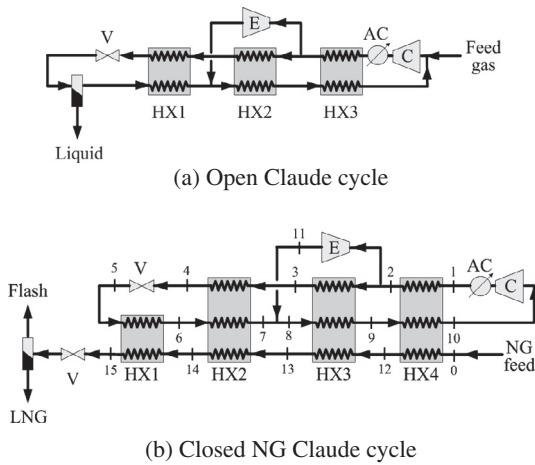 E
V
AC
C
Feed
gas
HX1
HX2
HX3
Liquid
(a) Open Claude cycle
11
E
5
V
4
3
2
1
AC
C
Flash
6
7
8
9
10
NG
feed
V
15
HX1
14
HX2
13
HX3
12
HX4
0
LNG
(b) Closed NG Claude cycle